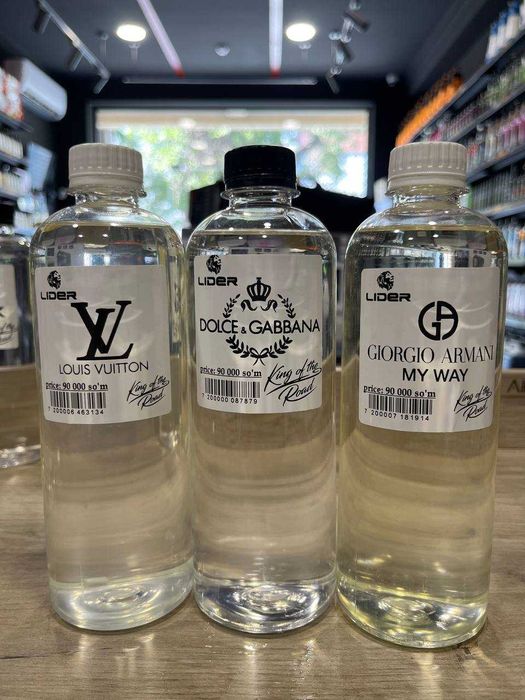 LIDER
LV
LOUIS VUITTON
price: 90 000 so'm
King of the
Road
7 200006 463134
LIDER
DOLCE & GABBANA
price: 90 000 so'm
King of the
Road
7 200000 087879
LIDER
GA
GIORGIO ARMANI
MY WAY
price: 90 000 so'm
King of the
Road
7 200007 181914